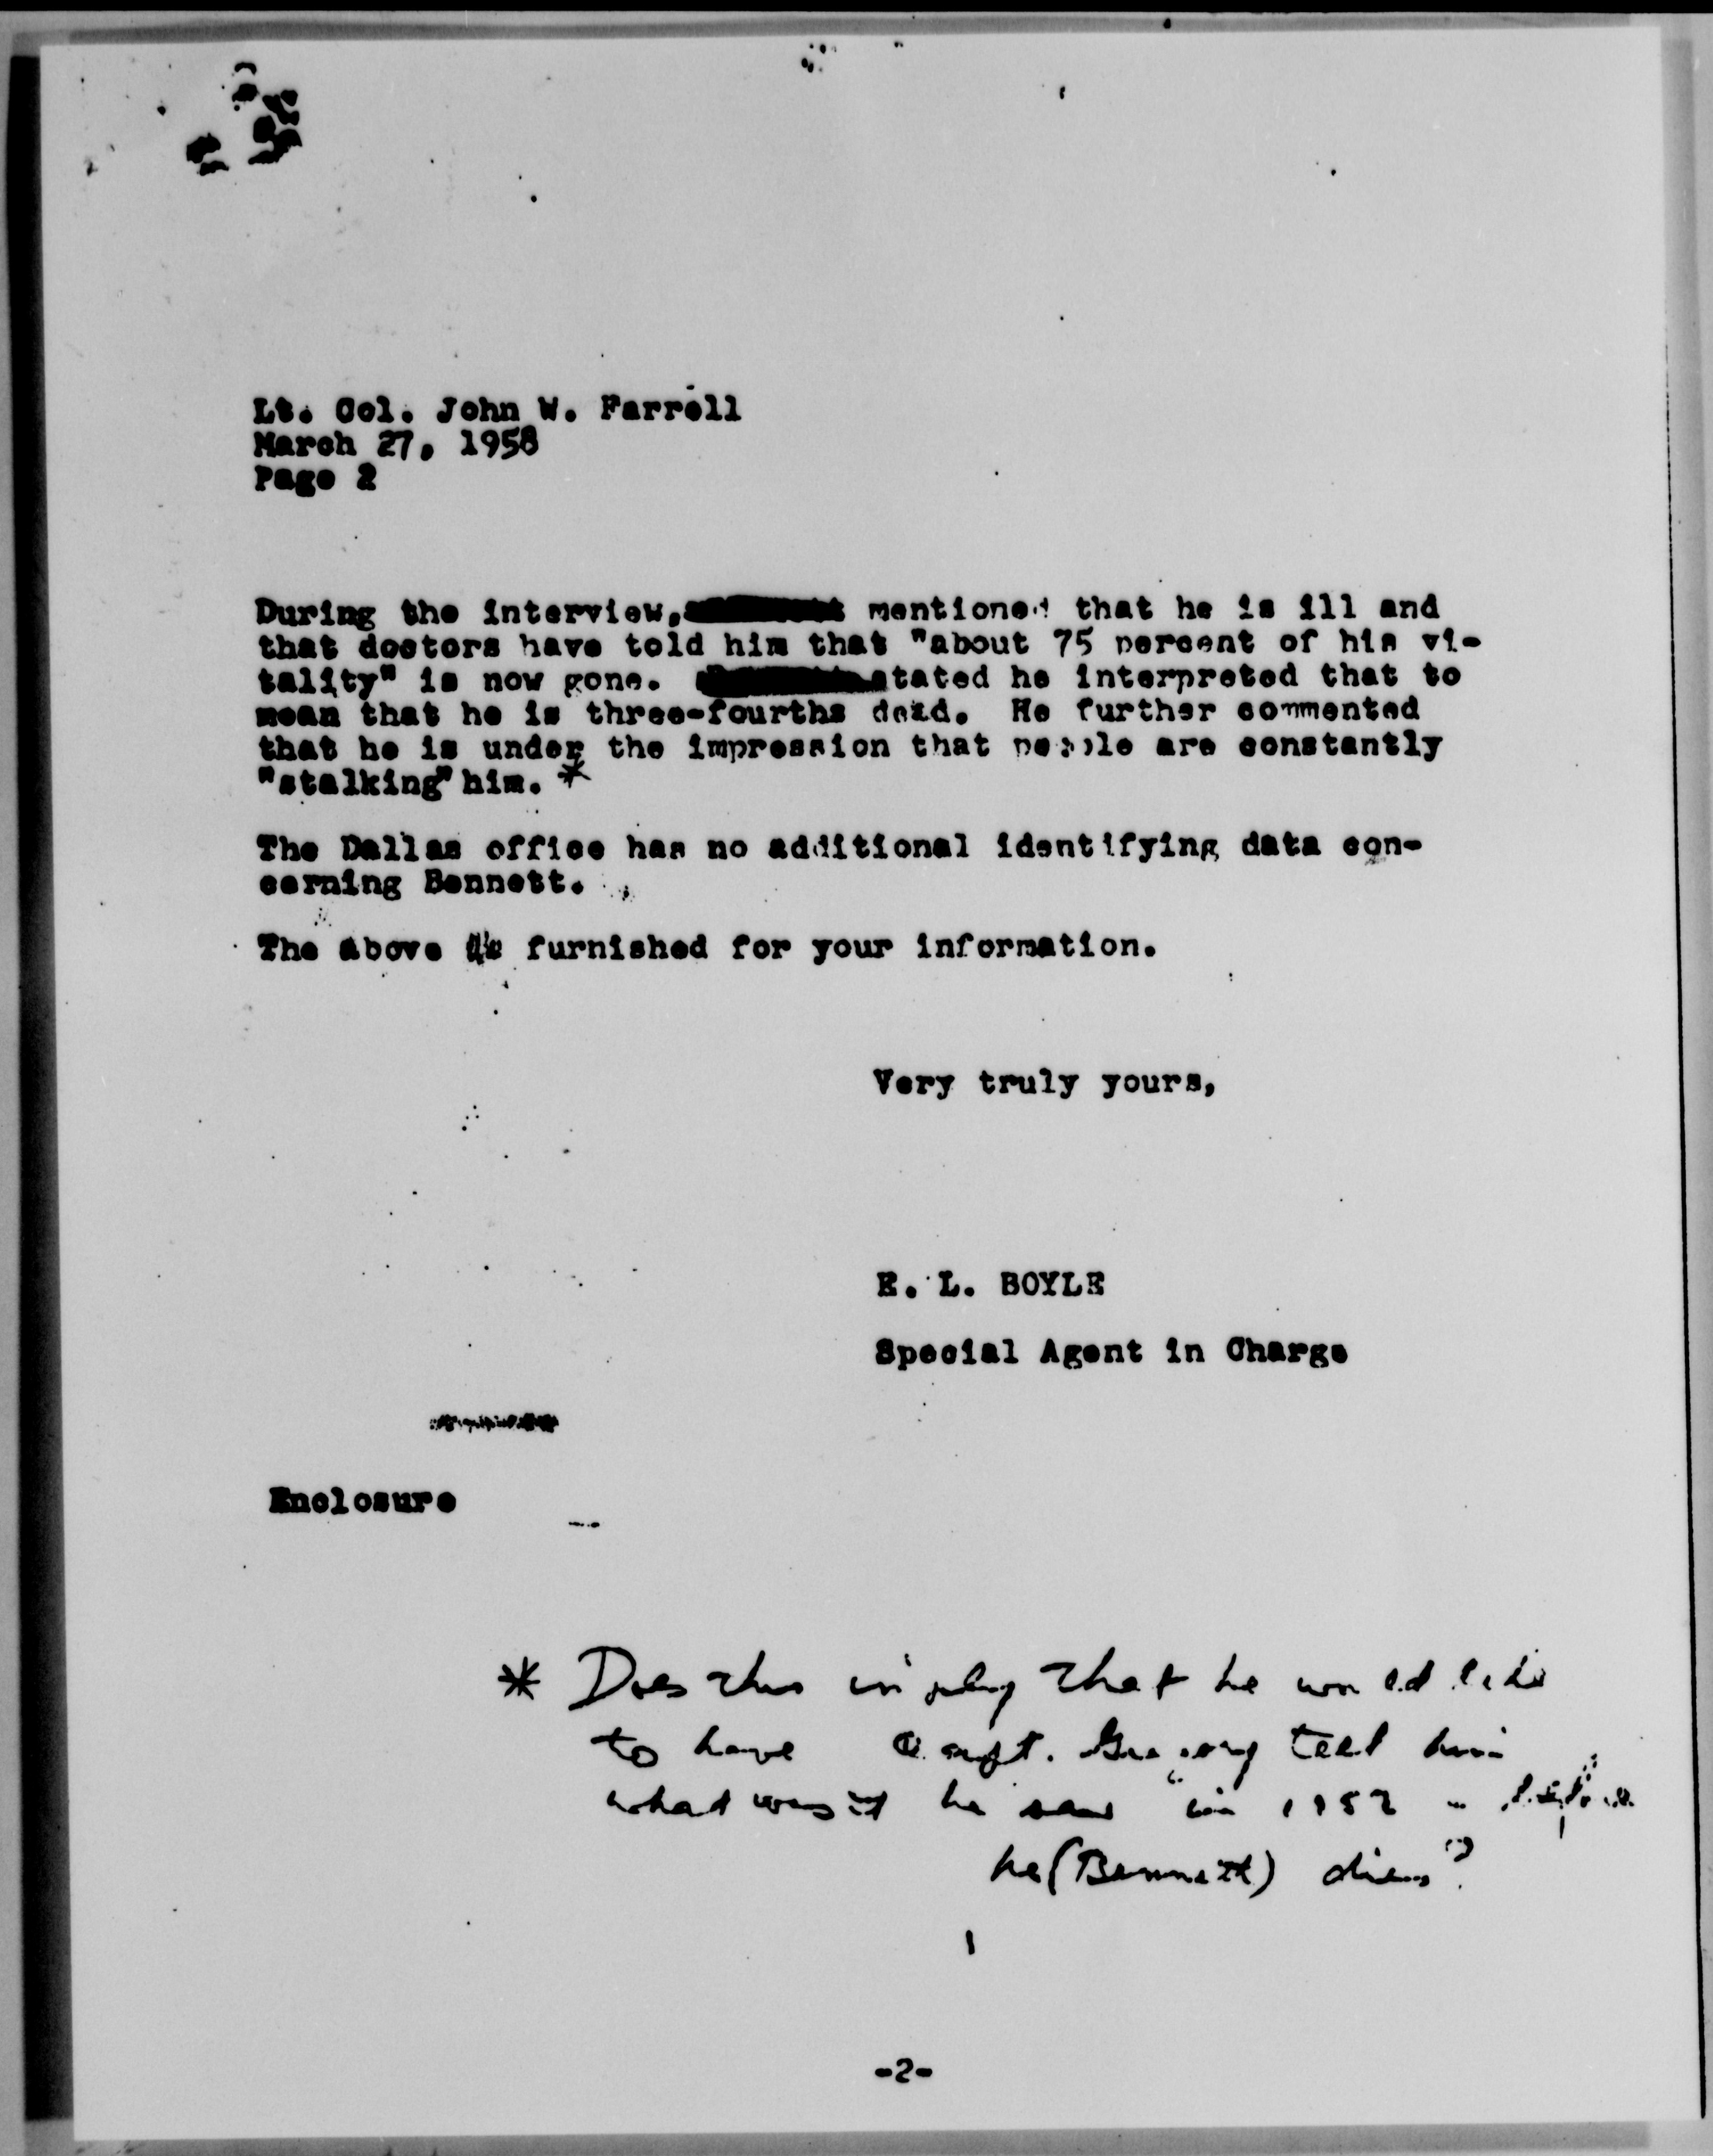 Lt. Col. John W. Farrell
March 27, 1958
Page 2
During the interview, mentioned that he is ill and
that doctors have told him that "about 75 percent of his vi-
tality" is now gone. stated he interpreted that to
mean that he is three-fourths dead. He further commented
that he is under the impression that people are constantly
"stalking" him. *
The Dallas office has no additional identifying data con-
cerning Bennett.
The above is furnished for your information.
Very truly yours,
E. L. BOYLE
Special Agent in Charge
Enclosure
* Does this imply that he would like
to have Capt. Gregory tell him
what was it he saw "in 1952 - before
he (Bennett) dies"?
-2-